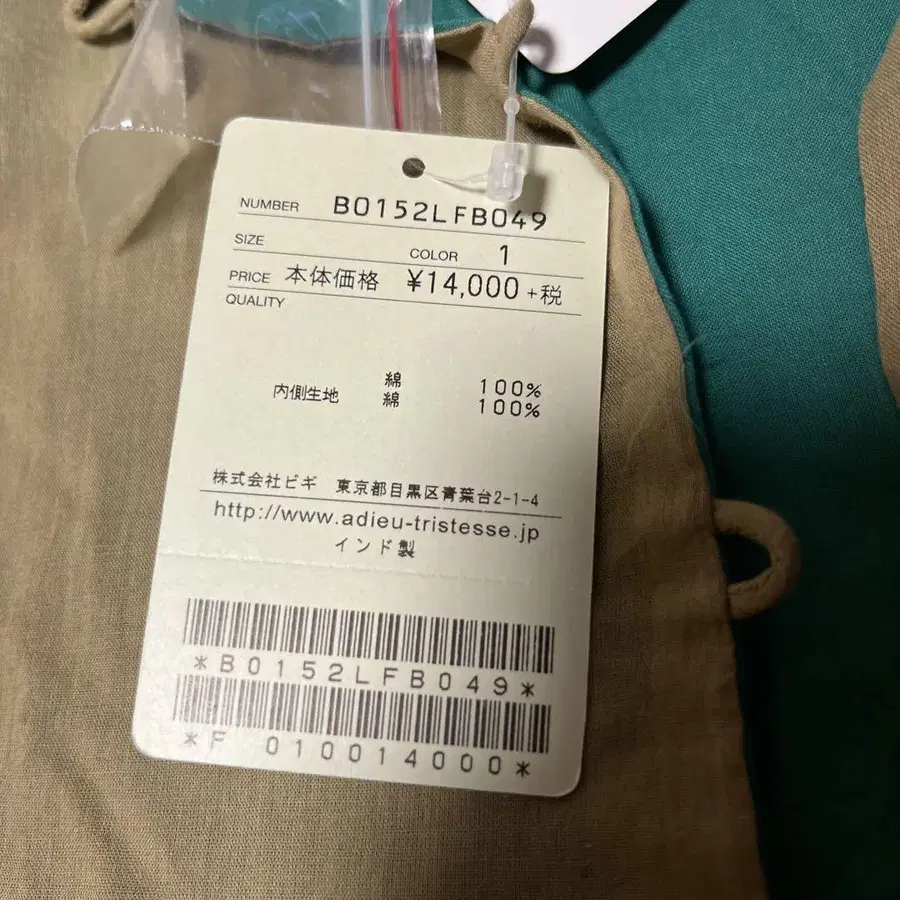 NUMBER B0152LFB049
SIZE COLOR 1
PRICE 本体価格 ¥14,000 +税
QUALITY
綿 100%
内側生地 綿 100%
株式会社ビギ 東京都目黒区青葉台2-1-4
http://www.adieu-tristesse.jp
インド製
*B0152LFB049*
*F 010014000*